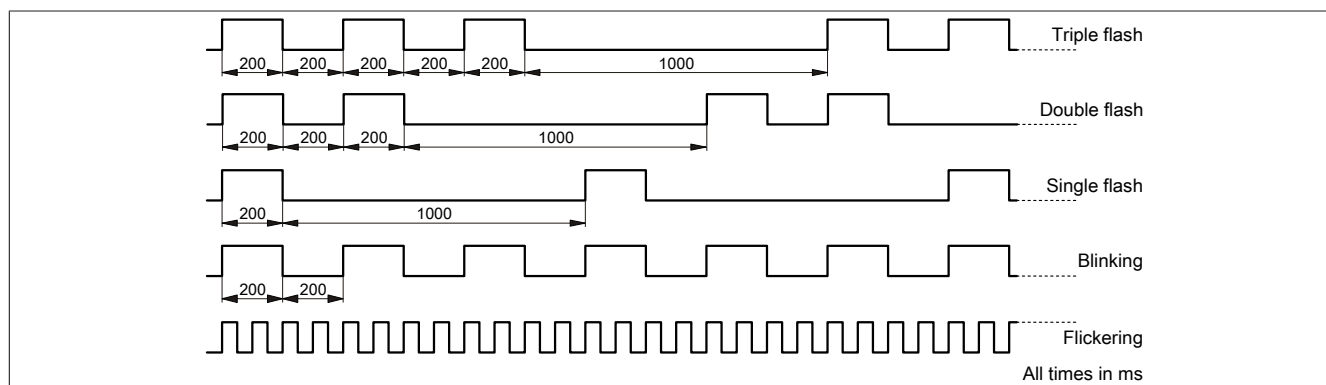 Triple flash
200 200 200 200 200 1000
Double flash
200 200 200 1000
Single flash
200 1000
Blinking
200 200
Flickering
All times in ms